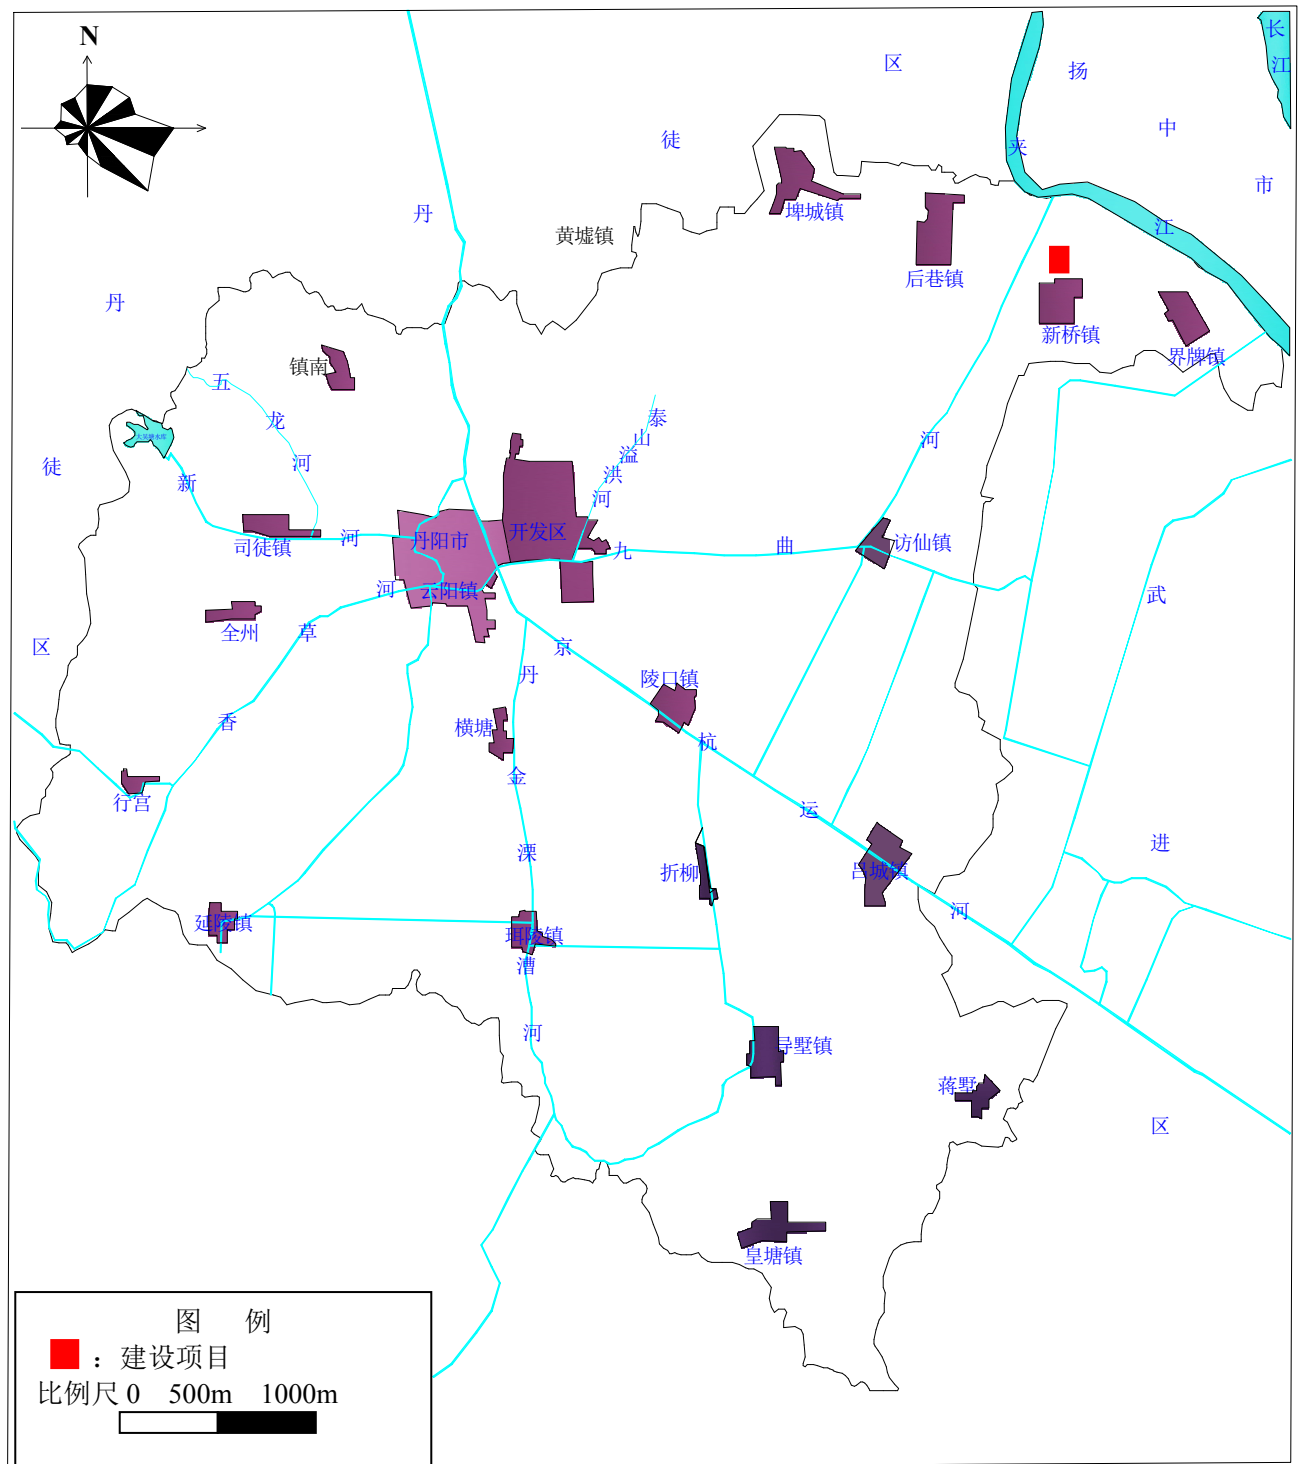 N
长江
区
扬中市
徒
夹江
丹
埤城镇
黄墟镇
后巷镇
丹
新桥镇
界牌镇
镇南
五龙河
泰山溢洪河
徒
新河
河
开发区
丹阳市
司徒镇
九曲
访仙镇
河
云阳镇
武
全州
草
区
京
丹
陵口镇
香
横塘
杭
金
行宫
运
进
溧
折柳
吕城镇
延陵镇
珥陵镇
河
漕
河
导墅镇
蒋墅
区
皇塘镇
图 例
：建设项目
比例尺 0 500m 1000m